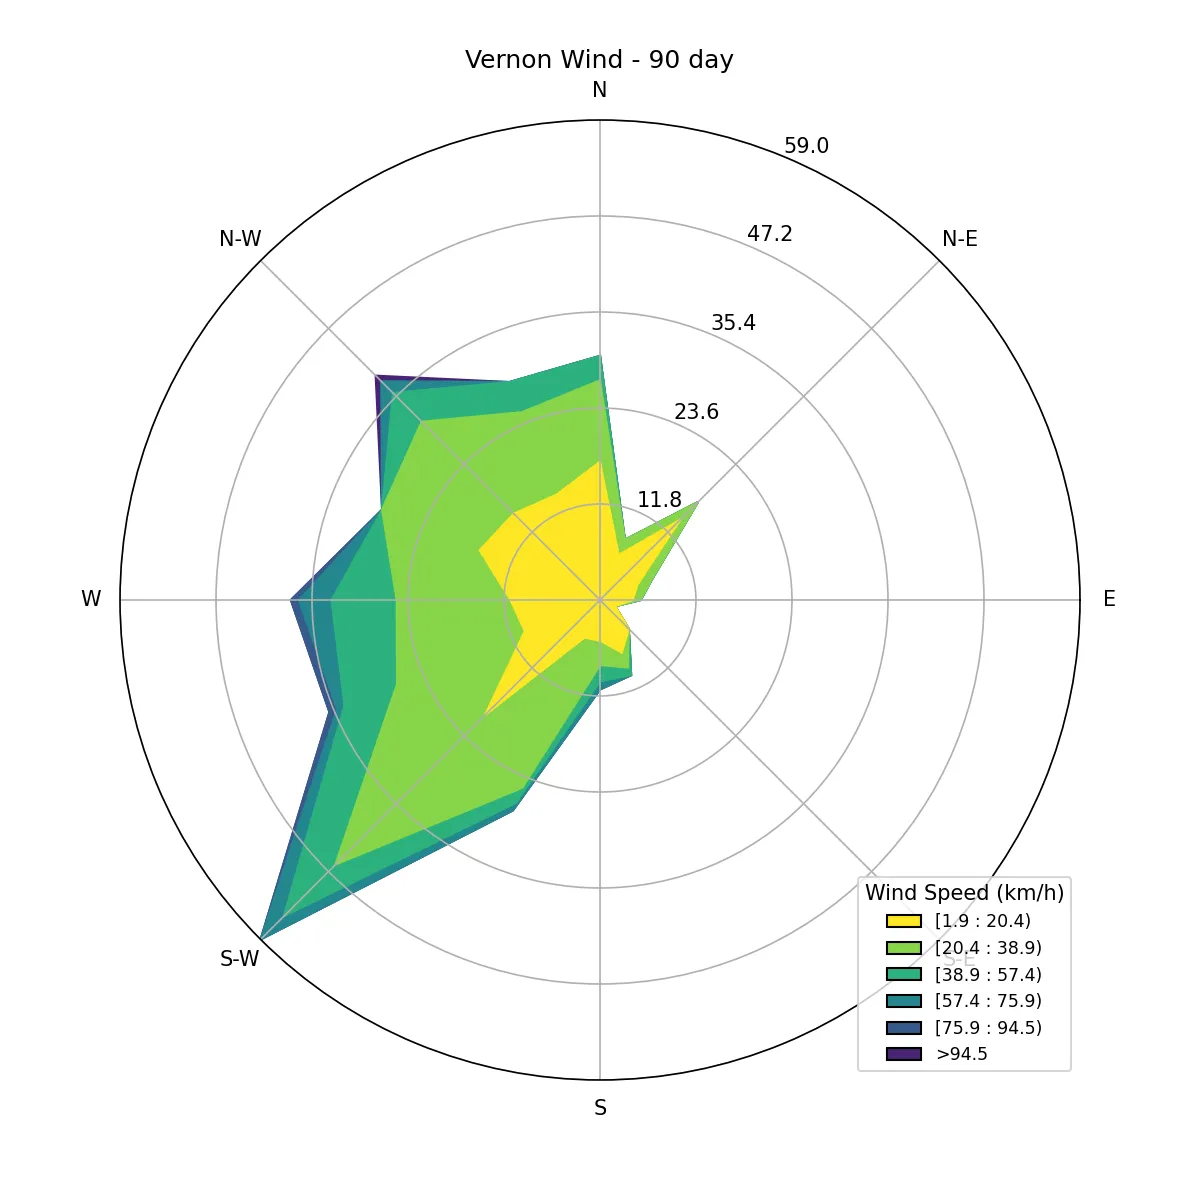 Vernon Wind - 90 day
N
59.0
47.2
N-W
N-E
35.4
23.6
11.8
W
E
S-W
S-E
S
Wind Speed (km/h)
[1.9 : 20.4)
[20.4 : 38.9)
[38.9 : 57.4)
[57.4 : 75.9)
[75.9 : 94.5)
>94.5